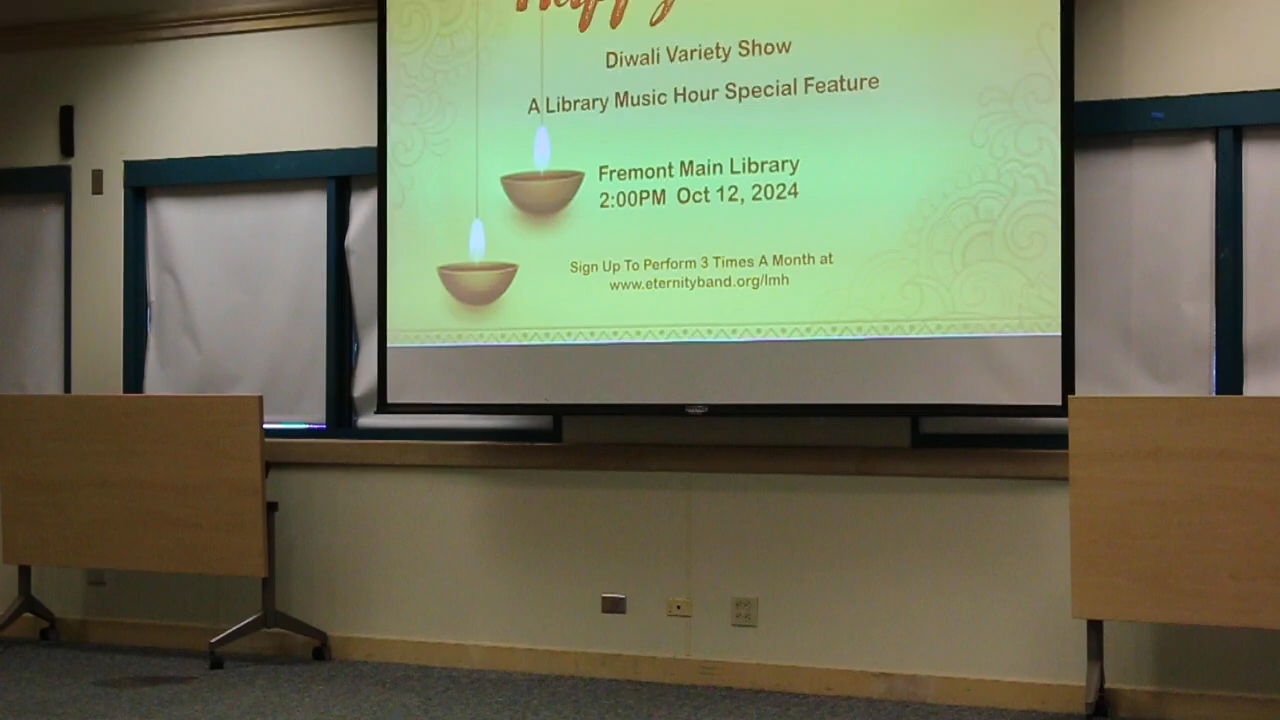 Happy
Diwali Variety Show
A Library Music Hour Special Feature
Fremont Main Library
2:00PM Oct 12, 2024
Sign Up To Perform 3 Times A Month at
www.eternityband.org/lmh